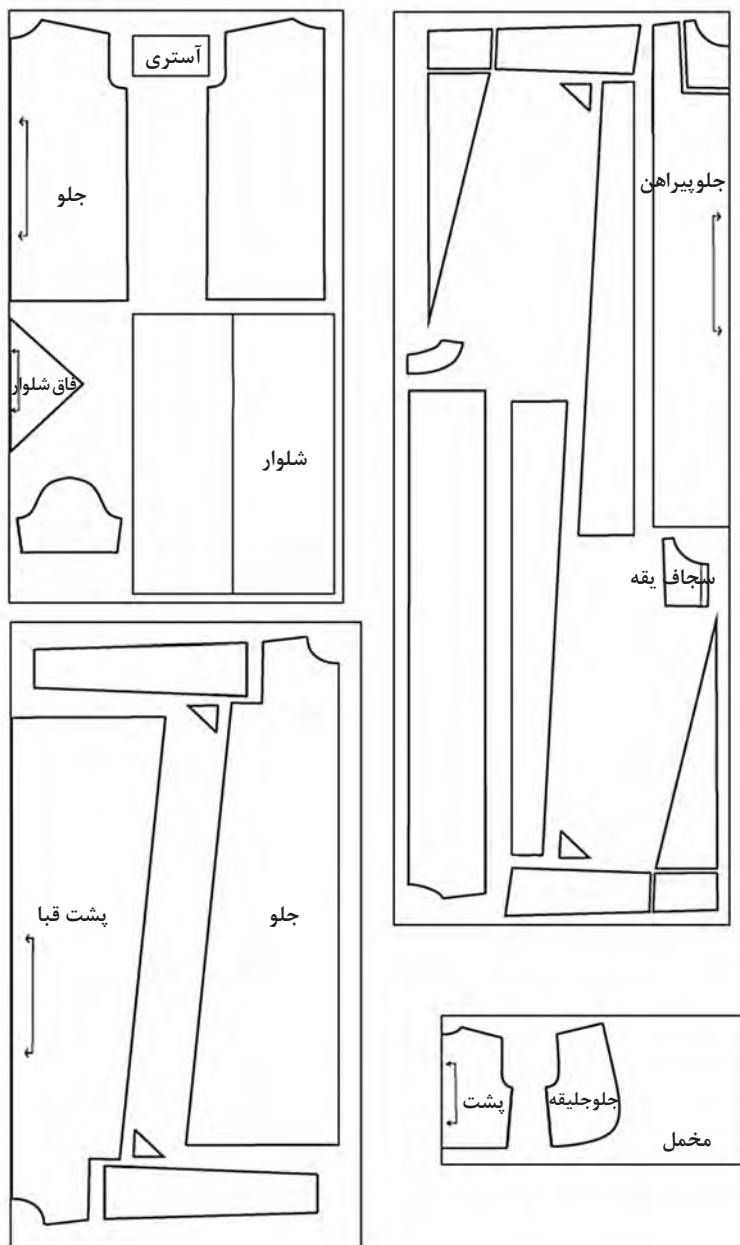 آستری
جلو
فاق شلوار
شلوار
جلوپیراهن
سجاف یقه
پشت قبا
جلو
پشت
جلوجلیقه
مخمل